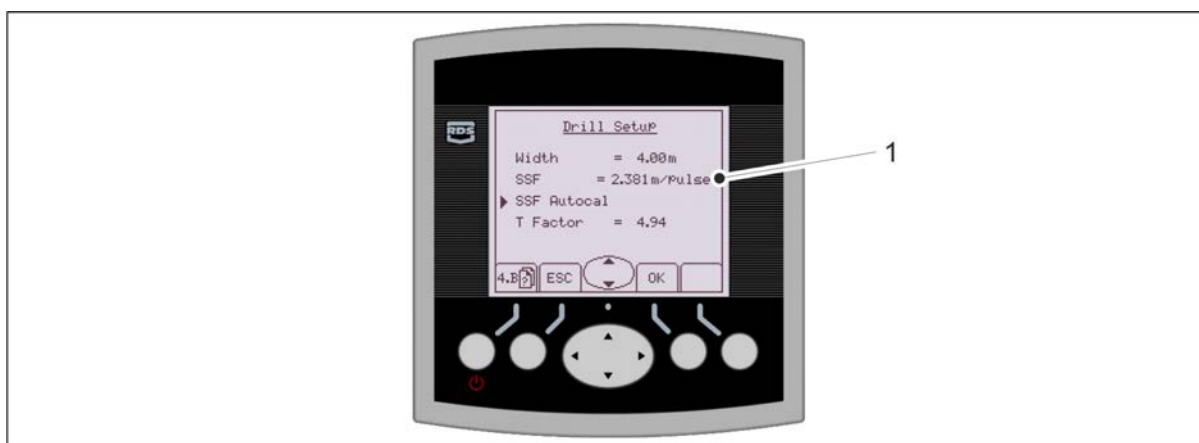 RDS
Drill Setup
Width = 4.00m
SSF = 2.381m/pulse
SSF Autocal
T Factor = 4.94
4.B ? ESC OK
1